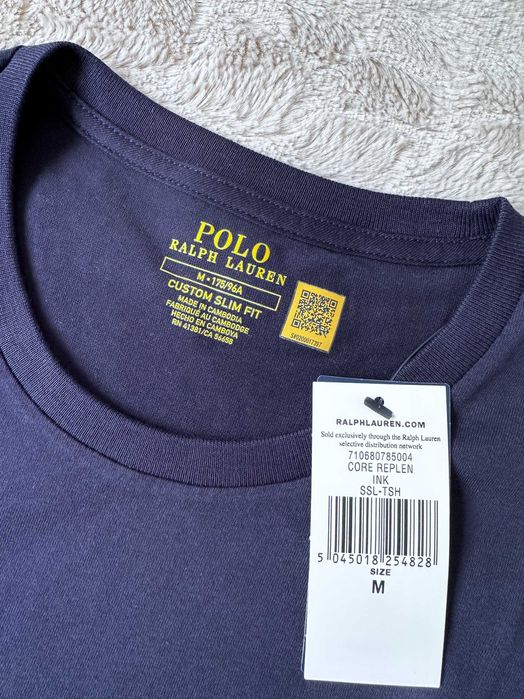 POLO
RALPH LAUREN
M • 175/96A
CUSTOM SLIM FIT
MADE IN CAMBODIA
FABRIQUÉ AU CAMBODGE
HECHO EN CAMBOYA
RN 41381/CA 56650
RALPHLAUREN.COM
Sold exclusively through the Ralph Lauren
selective distribution network
710680785004
CORE REPLEN
INK
SSL-TSH
5 045018 254828
SIZE
M